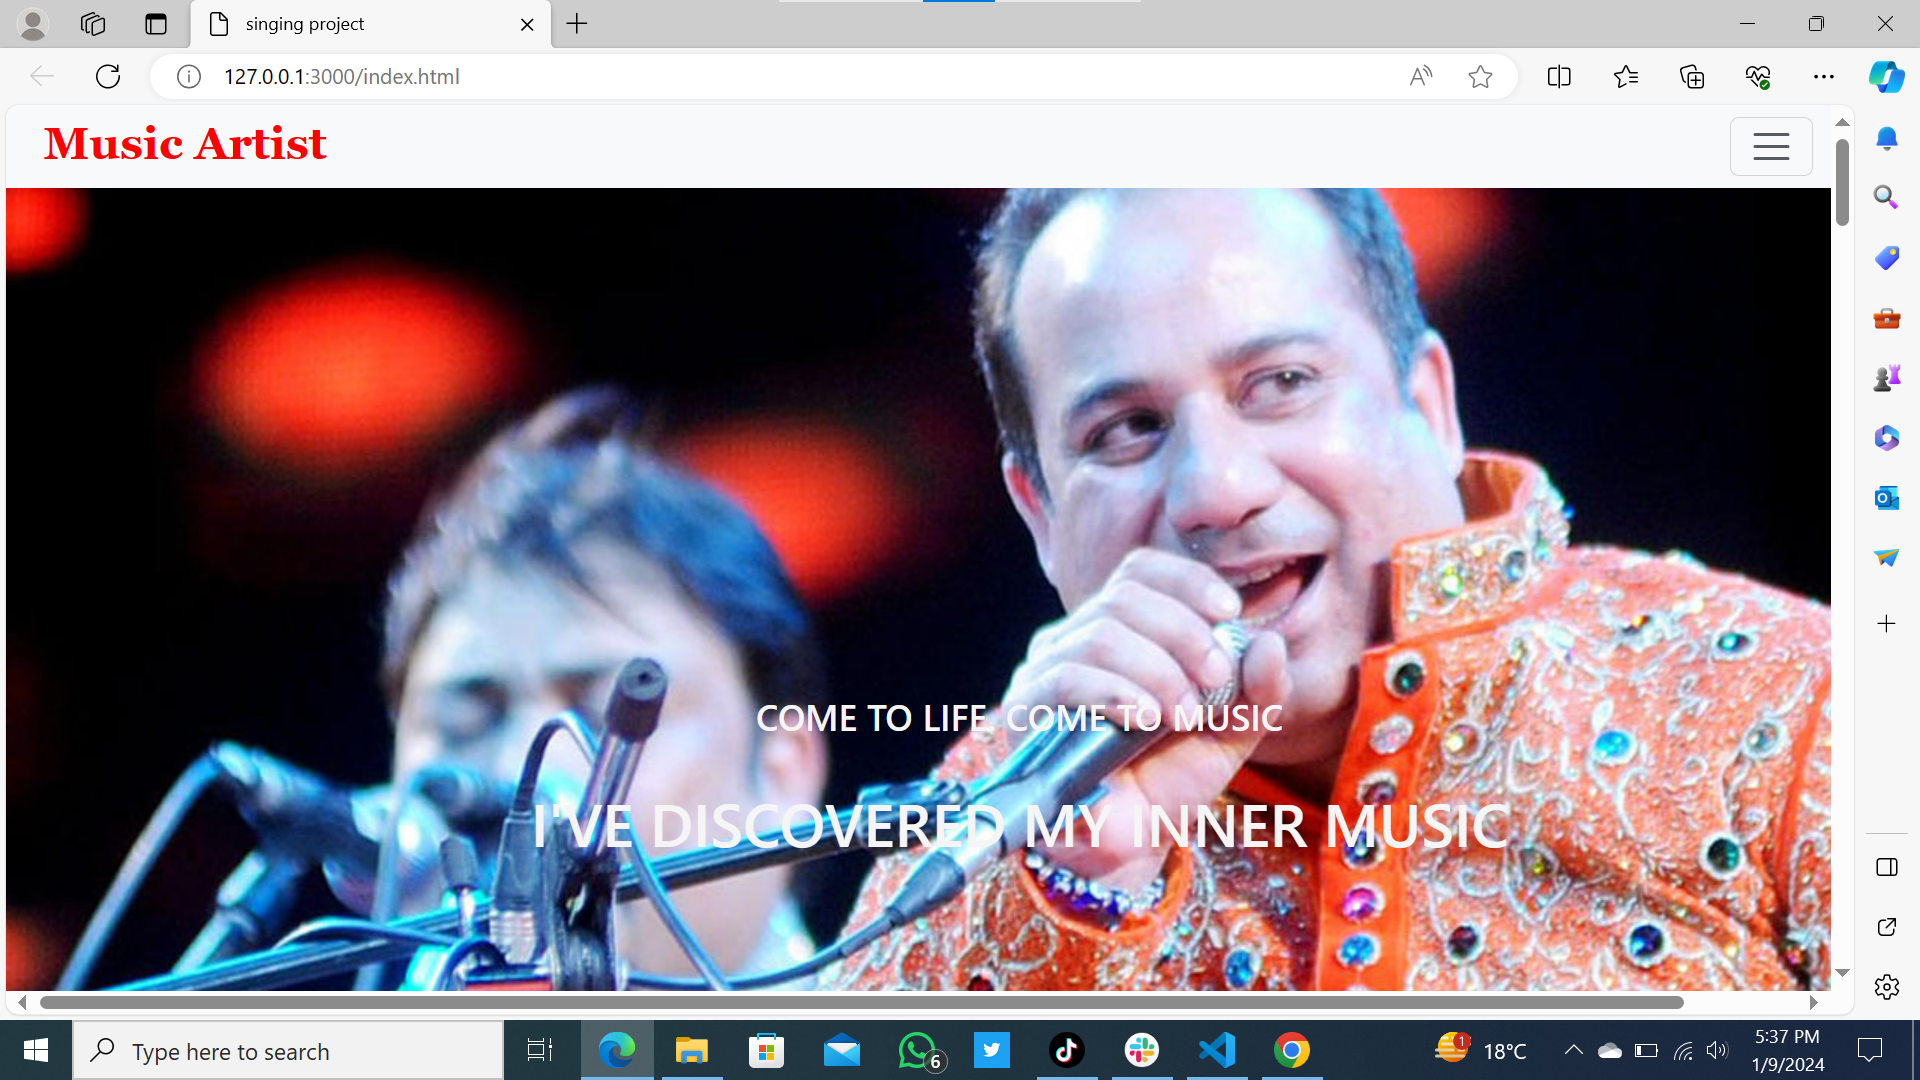 singing project
127.0.0.1:3000/index.html
Music Artist
COME TO LIFE, COME TO MUSIC
I'VE DISCOVERED MY INNER MUSIC
Type here to search
6
1
18°C
5:37 PM
1/9/2024